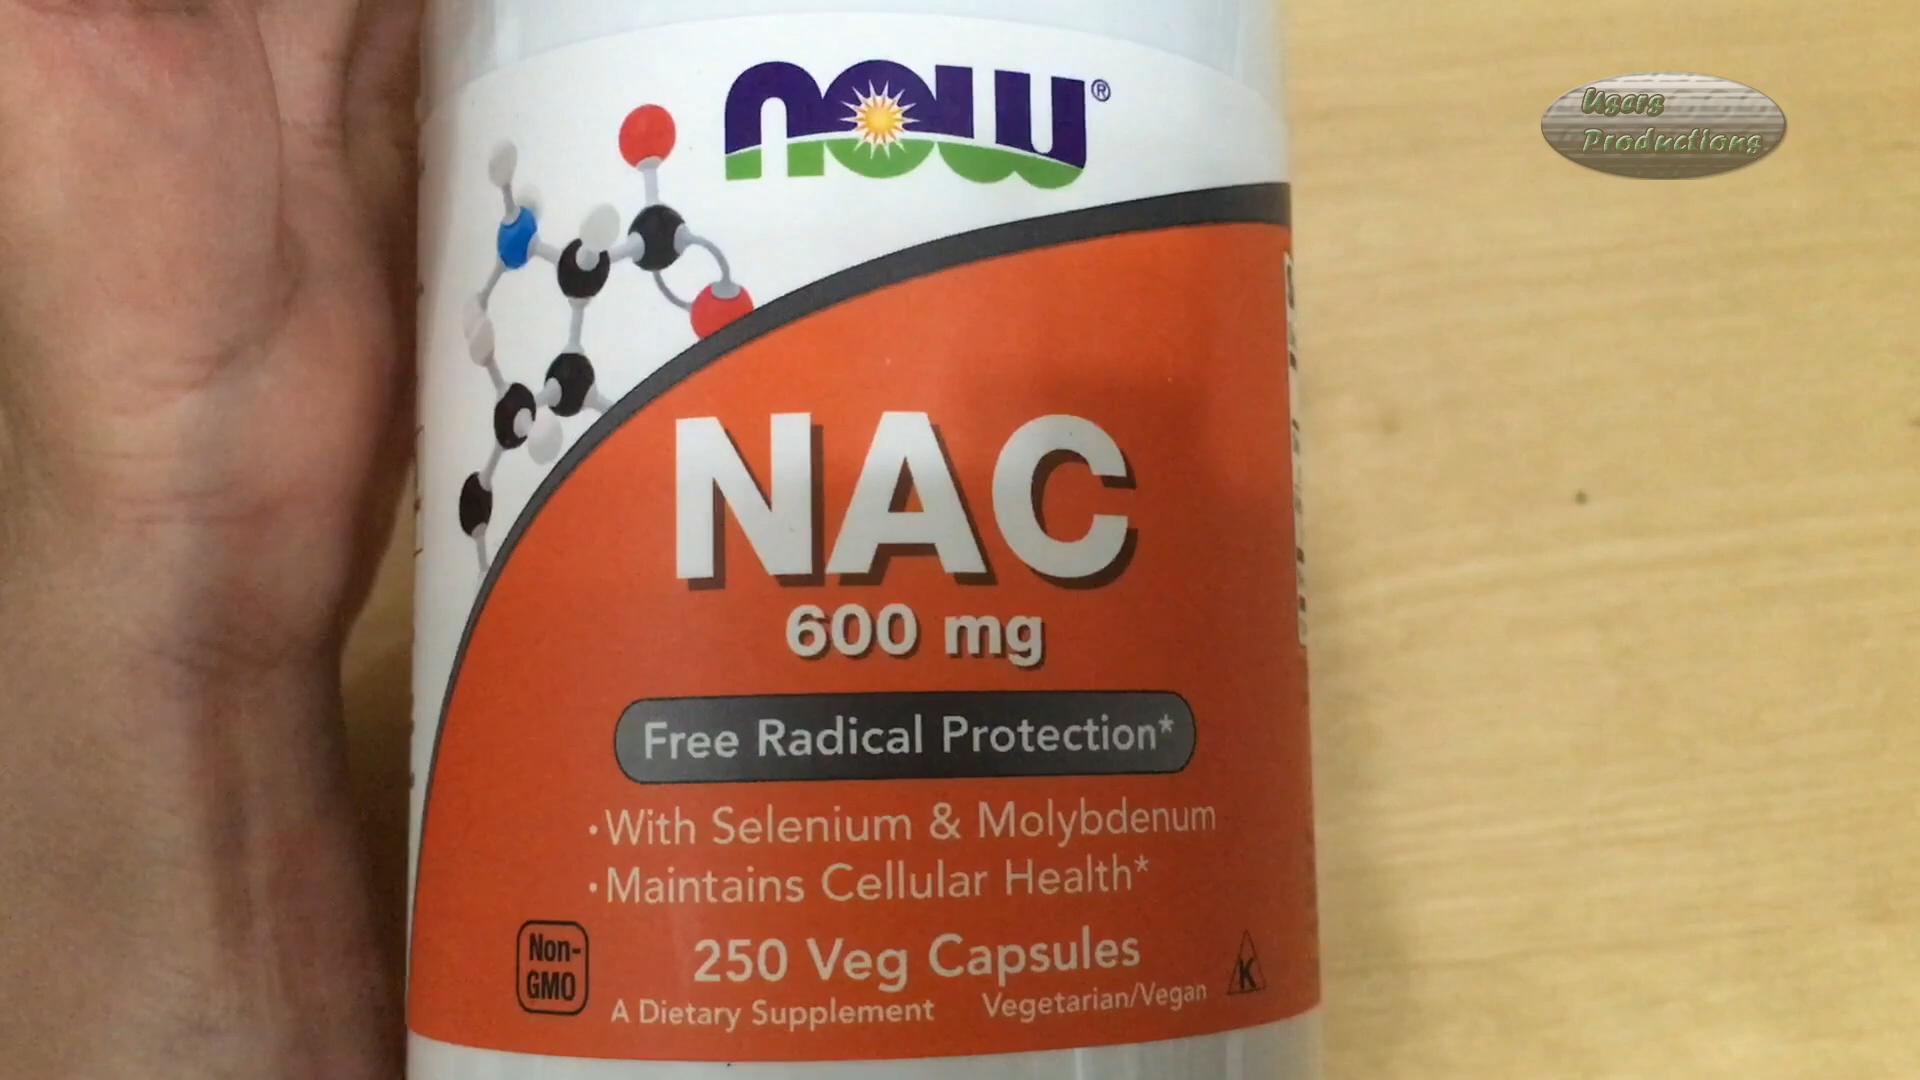 now®
Users
Productions
NAC
600 mg
Free Radical Protection*
·With Selenium & Molybdenum
·Maintains Cellular Health*
Non-
GMO
250 Veg Capsules
K
A Dietary Supplement Vegetarian/Vegan